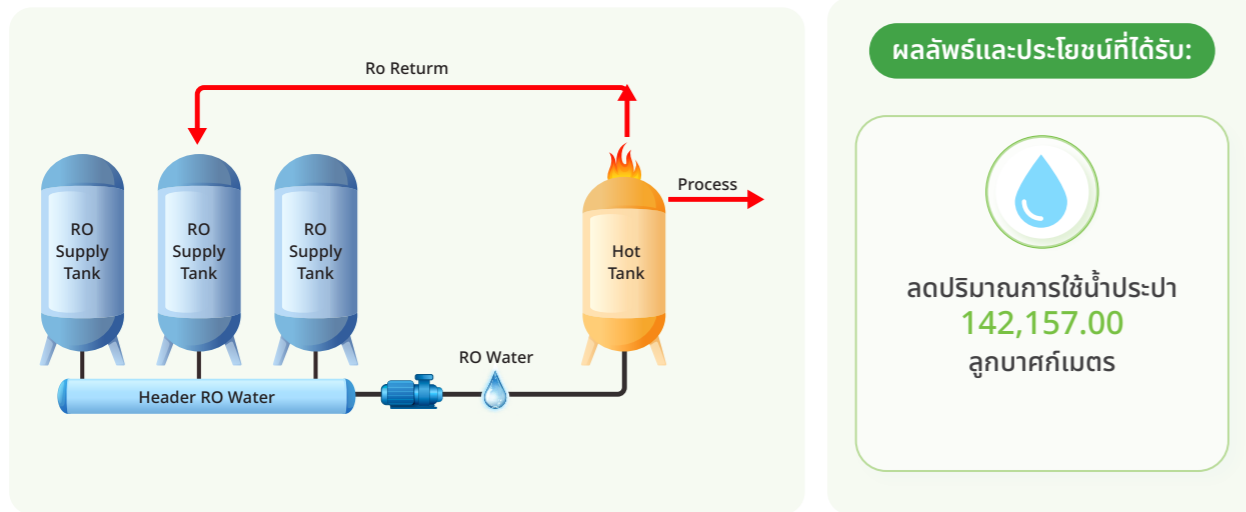 Ro Returm
RO
Supply
Tank
RO
Supply
Tank
RO
Supply
Tank
Hot
Tank
Process
RO Water
Header RO Water
ผลลัพธ์และประโยชน์ที่ได้รับ:
ลดปริมาณการใช้น้ำประปา
142,157.00
ลูกบาศก์เมตร